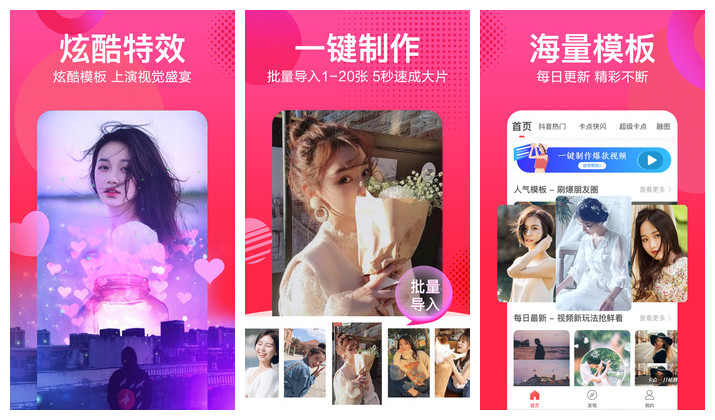 炫酷特效
炫酷模板 上演视觉盛宴
一键制作
批量导入1-20张 5秒速成大片
批量
导入
海量模板
每日更新 精彩不断
首页 抖音热门 卡点快闪 超级卡点 融图
一键制作爆款视频
人气模板 - 刷爆朋友圈 查看更多
每日最新 - 视频新玩法抢鲜看 查看更多
首页 发现 我的